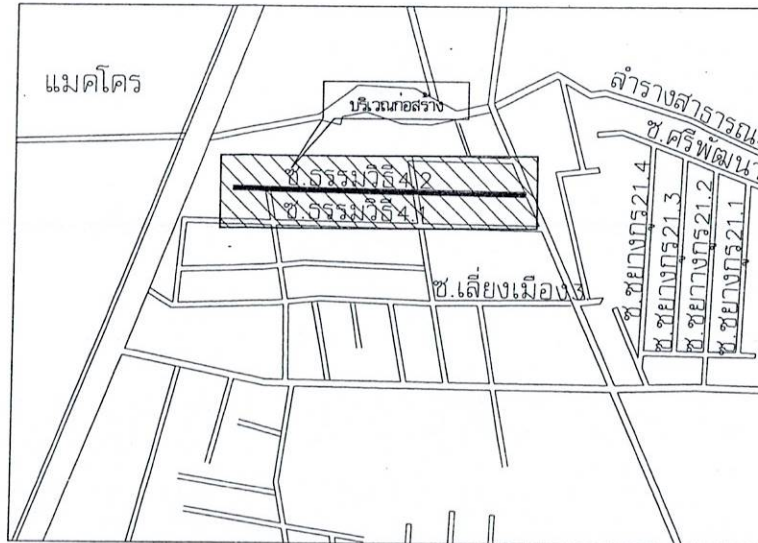 แมคโคร
บริเวณก่อสร้าง
ลำรางสาธารณะ
ซ.ศรีพัฒนา
ซ.ธรรมวิถี4.2
ซ.ธรรมวิถี4.1
ซ.เลี่ยงเมือง3
ซ.ชยางกูร21.4
ซ.ชยางกูร21.3
ซ.ชยางกูร21.2
ซ.ชยางกูร21.1